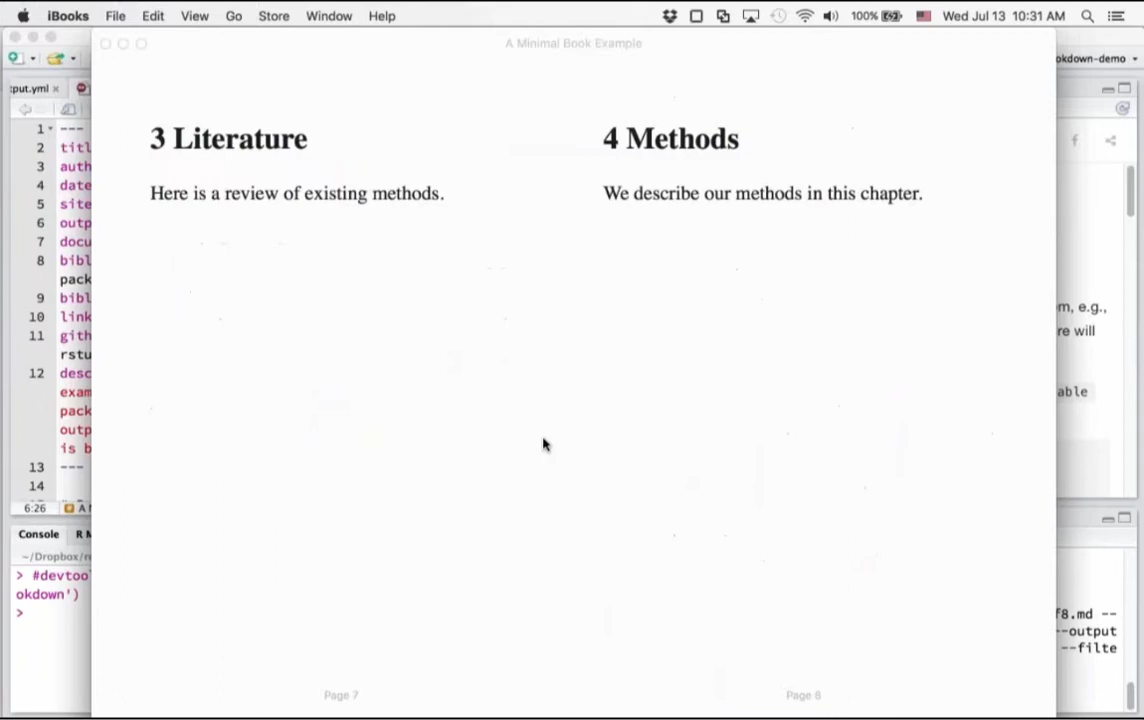 iBooks File Edit View Go Store Window Help 100% Wed Jul 13 10:31 AM
A Minimal Book Example
okdown-demo
:put.yml
1 ---
2 titl
3 auth
4 date
5 site
6 outp
7 docu
8 bibl
pack
9 bibl
10 link
11 gith
rstu
12 desc
exam
pack
outp
is b
13 ---
14
6:26
Console R M
~/Dropbox/r
> #devtoo
okdown')
>
3 Literature
Here is a review of existing methods.
Page 7
4 Methods
We describe our methods in this chapter.
Page 8
m, e.g.,
re will
able
f8.md --
--output
--filte